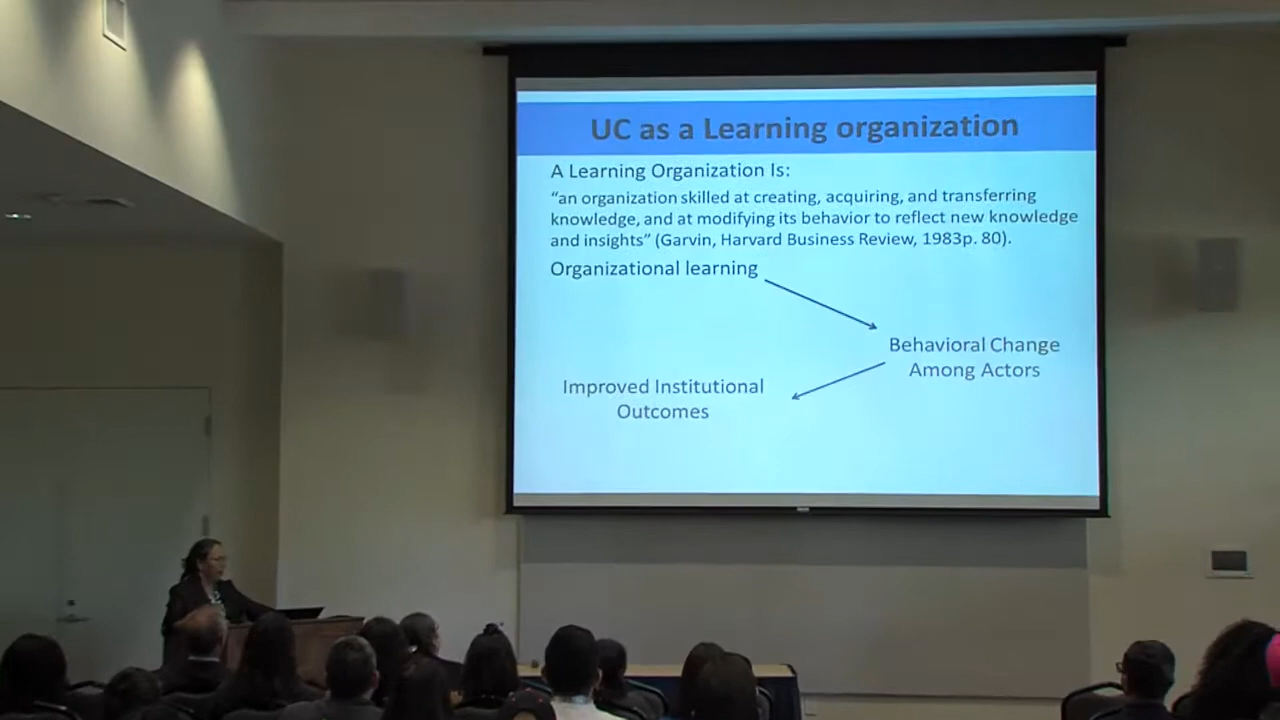 UC as a Learning organization
A Learning Organization Is:
“an organization skilled at creating, acquiring, and transferring
knowledge, and at modifying its behavior to reflect new knowledge
and insights” (Garvin, Harvard Business Review, 1983p. 80).
Organizational learning
Behavioral Change
Among Actors
Improved Institutional
Outcomes